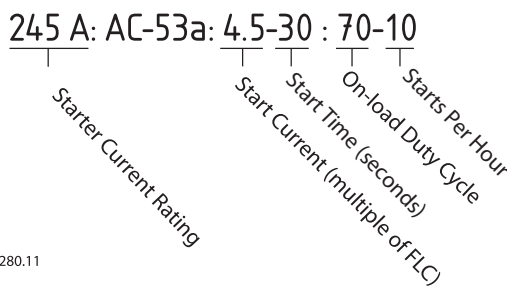 245 A: AC-53a: 4.5-30 : 70-10
Starter Current Rating
Start Current (multiple of FLC)
Start Time (seconds)
On-load Duty Cycle
Starts Per Hour
280.11